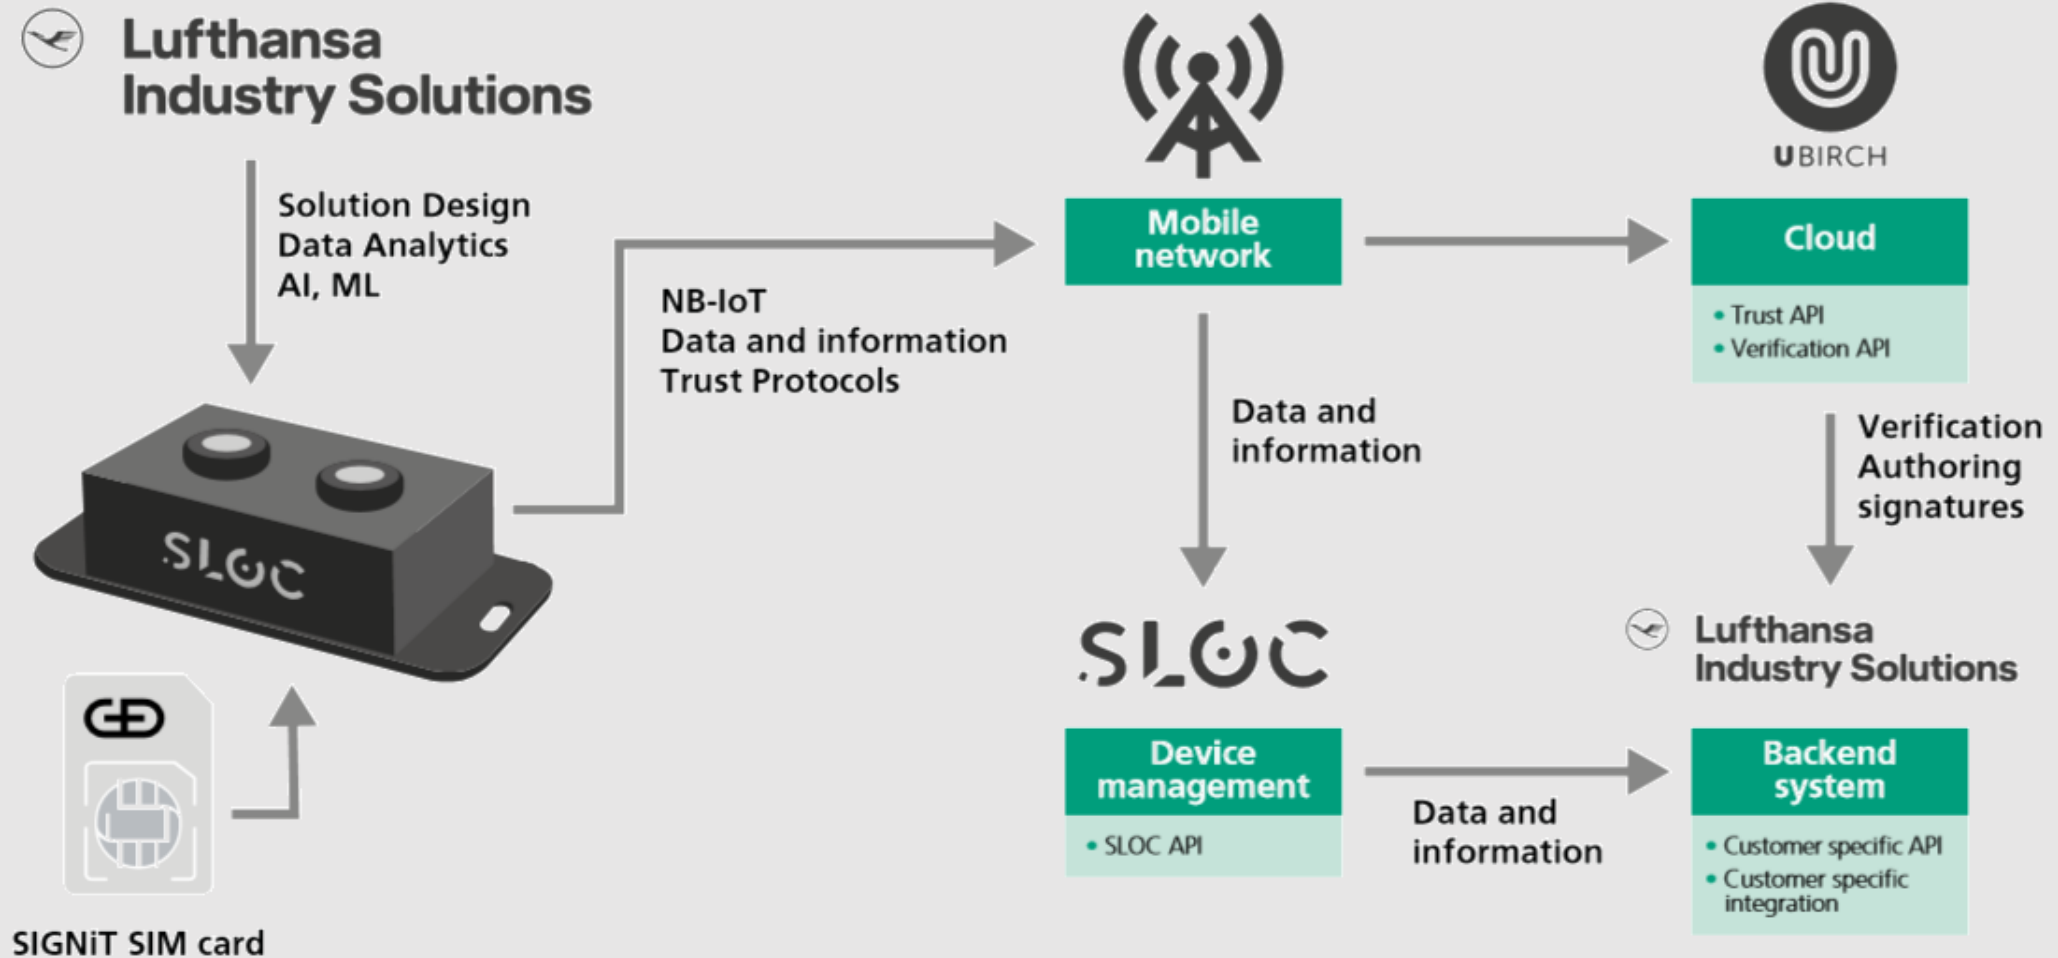 Lufthansa
Industry Solutions
Solution Design
Data Analytics
AI, ML
SLOC
SIGNiT SIM card
NB-IoT
Data and information
Trust Protocols
Mobile
network
Data and
information
SLOC
Device
management
• SLOC API
Data and
information
UBIRCH
Cloud
• Trust API
• Verification API
Verification
Authoring
signatures
Lufthansa
Industry Solutions
Backend
system
• Customer specific API
• Customer specific
integration